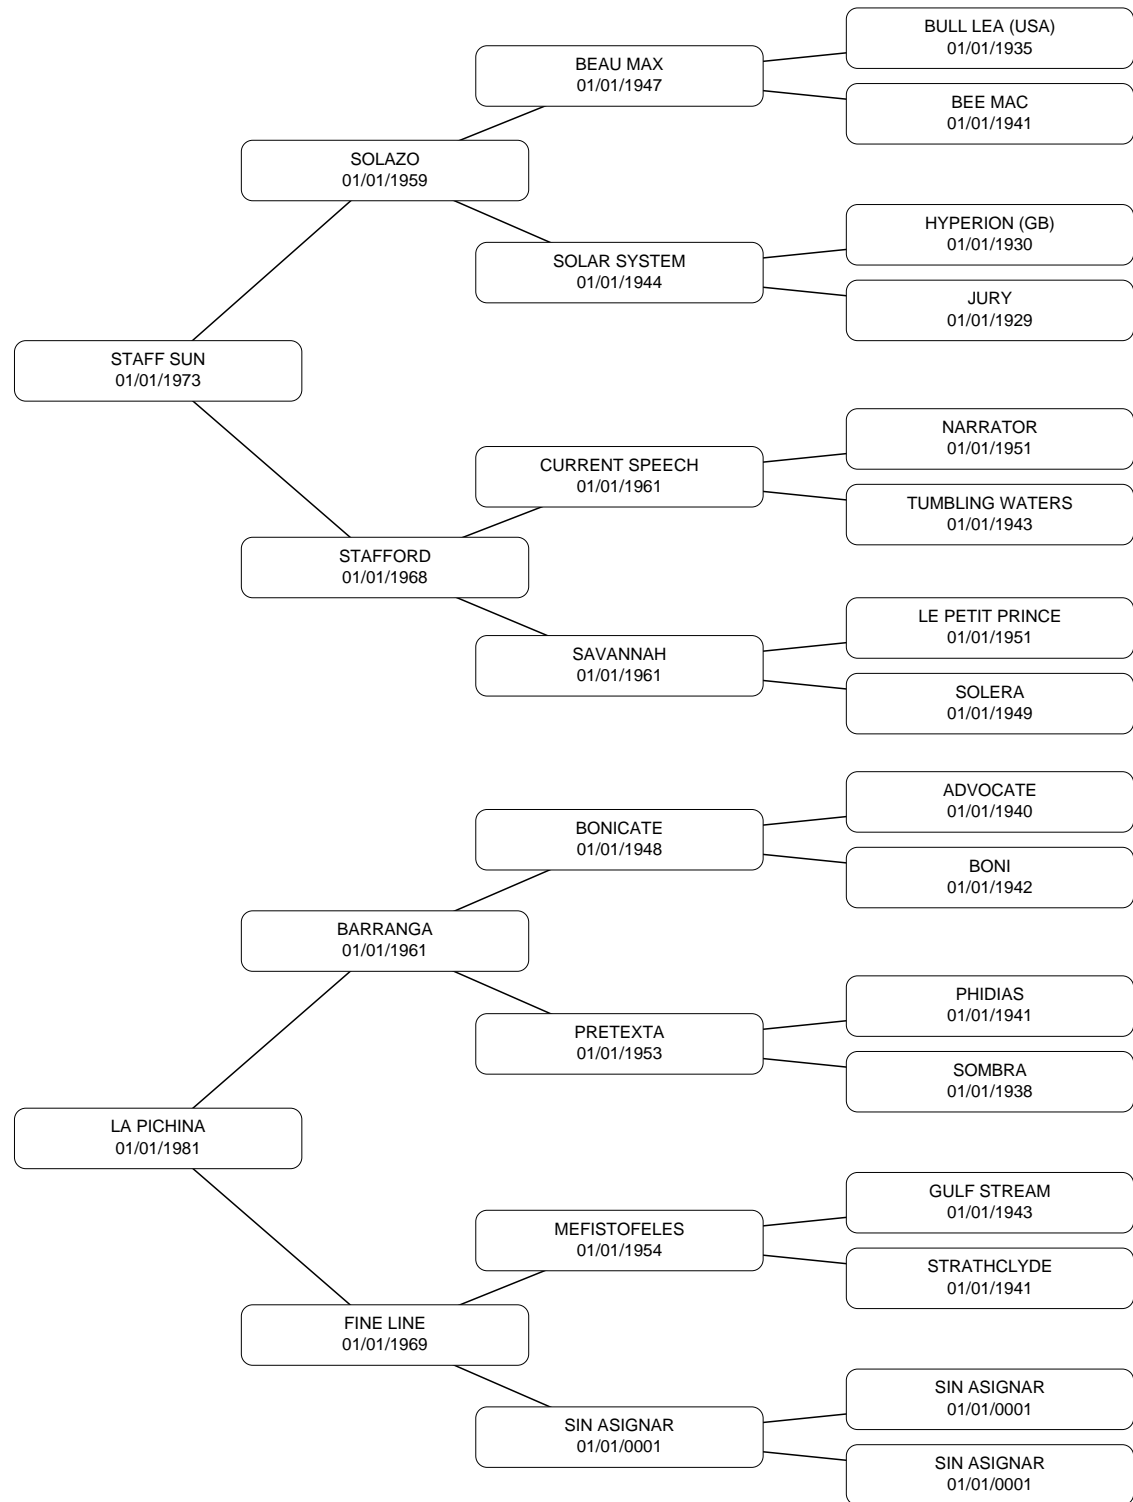 BULL LEA (USA)
01/01/1935
BEAU MAX
01/01/1947
BEE MAC
01/01/1941
SOLAZO
01/01/1959
HYPERION (GB)
01/01/1930
SOLAR SYSTEM
01/01/1944
JURY
01/01/1929
STAFF SUN
01/01/1973
NARRATOR
01/01/1951
CURRENT SPEECH
01/01/1961
TUMBLING WATERS
01/01/1943
STAFFORD
01/01/1968
LE PETIT PRINCE
01/01/1951
SAVANNAH
01/01/1961
SOLERA
01/01/1949
ADVOCATE
01/01/1940
BONICATE
01/01/1948
BONI
01/01/1942
BARRANGA
01/01/1961
PHIDIAS
01/01/1941
PRETEXTA
01/01/1953
SOMBRA
01/01/1938
LA PICHINA
01/01/1981
GULF STREAM
01/01/1943
MEFISTOFELES
01/01/1954
STRATHCLYDE
01/01/1941
FINE LINE
01/01/1969
SIN ASIGNAR
01/01/0001
SIN ASIGNAR
01/01/0001
SIN ASIGNAR
01/01/0001